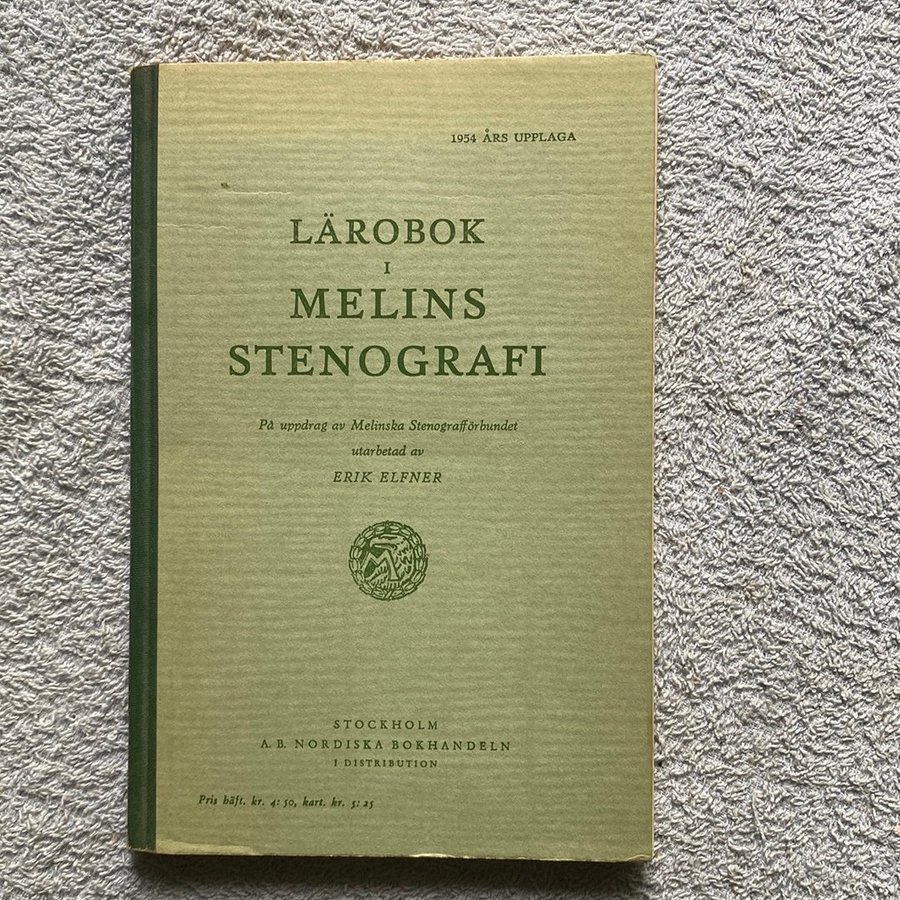 1954 ÅRS UPPLAGA
LÄROBOK
I
MELINS
STENOGRAFI
På uppdrag av Melinska Stenografförbundet
utarbetad av
ERIK ELFNER
M
STOCKHOLM
A. B. NORDISKA BOKHANDELN
I DISTRIBUTION
Pris häft. kr. 4: 50, kart. kr. 5: 25